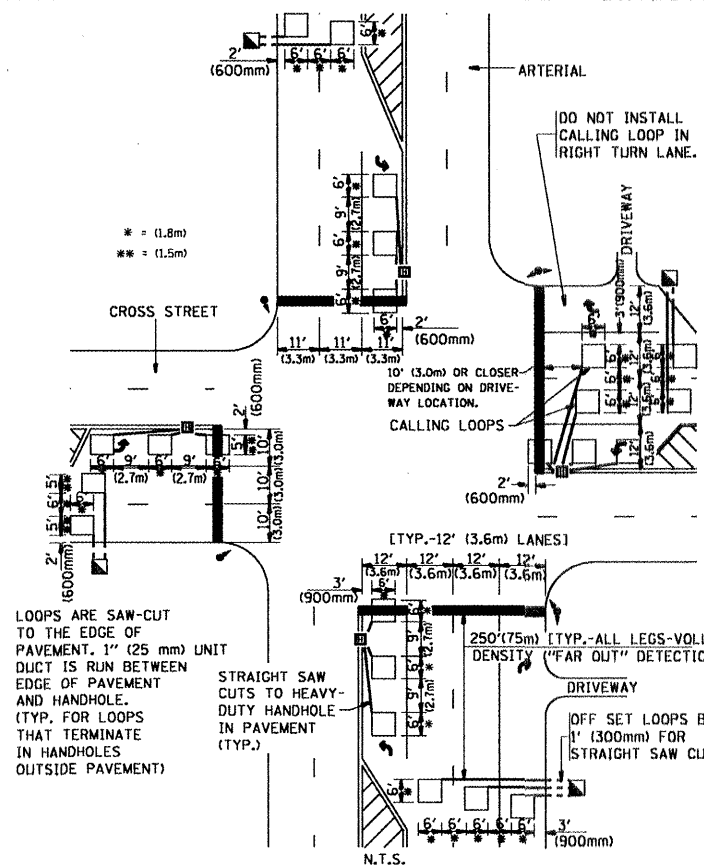 6'
*
2'
(600mm)
6' 6' 6'
* * *
ARTERIAL
DO NOT INSTALL
CALLING LOOP IN
RIGHT TURN LANE.
* = (1.8m)
** = (1.5m)
6' *
9' (2.7m)
6' *
9' (2.7m)
6' *
DRIVEWAY
CROSS STREET
6'
*
2'
(600mm)
11' 11' 11'
(3.3m) (3.3m) (3.3m)
3'(900mm)
12'
(3.6m)
12'
(3.6m)
12'
(3.6m)
12'
(3.6m)
10' (3.0m) OR CLOSER
DEPENDING ON DRIVE-
WAY LOCATION.
CALLING LOOPS
2'
(600mm)
2'
(600mm)
5'
**
10'
(3.0m)
10'
(3.0m)
10'
(3.0m)
6' 9' 6' 9' 6'
* (2.7m) * (2.7m) *
5'
**
6'
*
5'
**
6'
*
2'
(600mm)
[TYP.-12' (3.6m) LANES]
12' 12' 12' 12'
(3.6m) (3.6m) (3.6m) (3.6m)
3'
(900mm)
6'
*
6' *
9' (2.7m)
6' *
9' (2.7m)
6' *
LOOPS ARE SAW-CUT
TO THE EDGE OF
PAVEMENT. 1" (25 mm) UNIT
DUCT IS RUN BETWEEN
EDGE OF PAVEMENT
AND HANDHOLE.
(TYP. FOR LOOPS
THAT TERMINATE
IN HANDHOLES
OUTSIDE PAVEMENT)
STRAIGHT SAW
CUTS TO HEAVY-
DUTY HANDHOLE
IN PAVEMENT
(TYP.)
250'(75m) [TYP.-ALL LEGS-VOLU
DENSITY ("FAR OUT" DETECTIO
DRIVEWAY
OFF SET LOOPS B
1' (300mm) FOR
STRAIGHT SAW CU
6'
*
6' 6' 6' 6' 6'
* * * * *
3'
(900mm)
N.T.S.